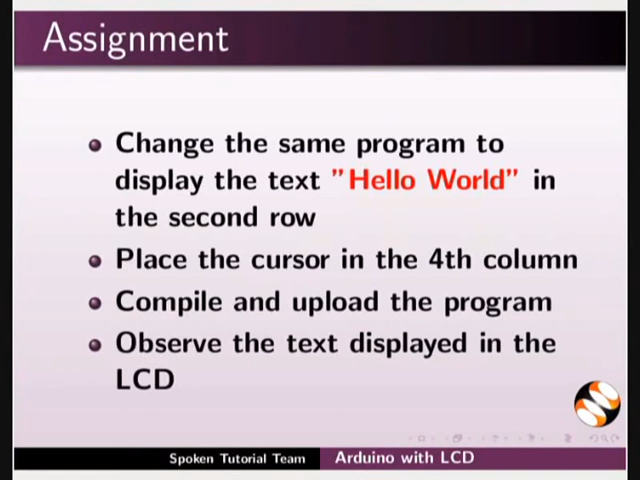 Assignment
Change the same program to
display the text "Hello World" in
the second row
Place the cursor in the 4th column
Compile and upload the program
Observe the text displayed in the
LCD
Spoken Tutorial Team
Arduino with LCD